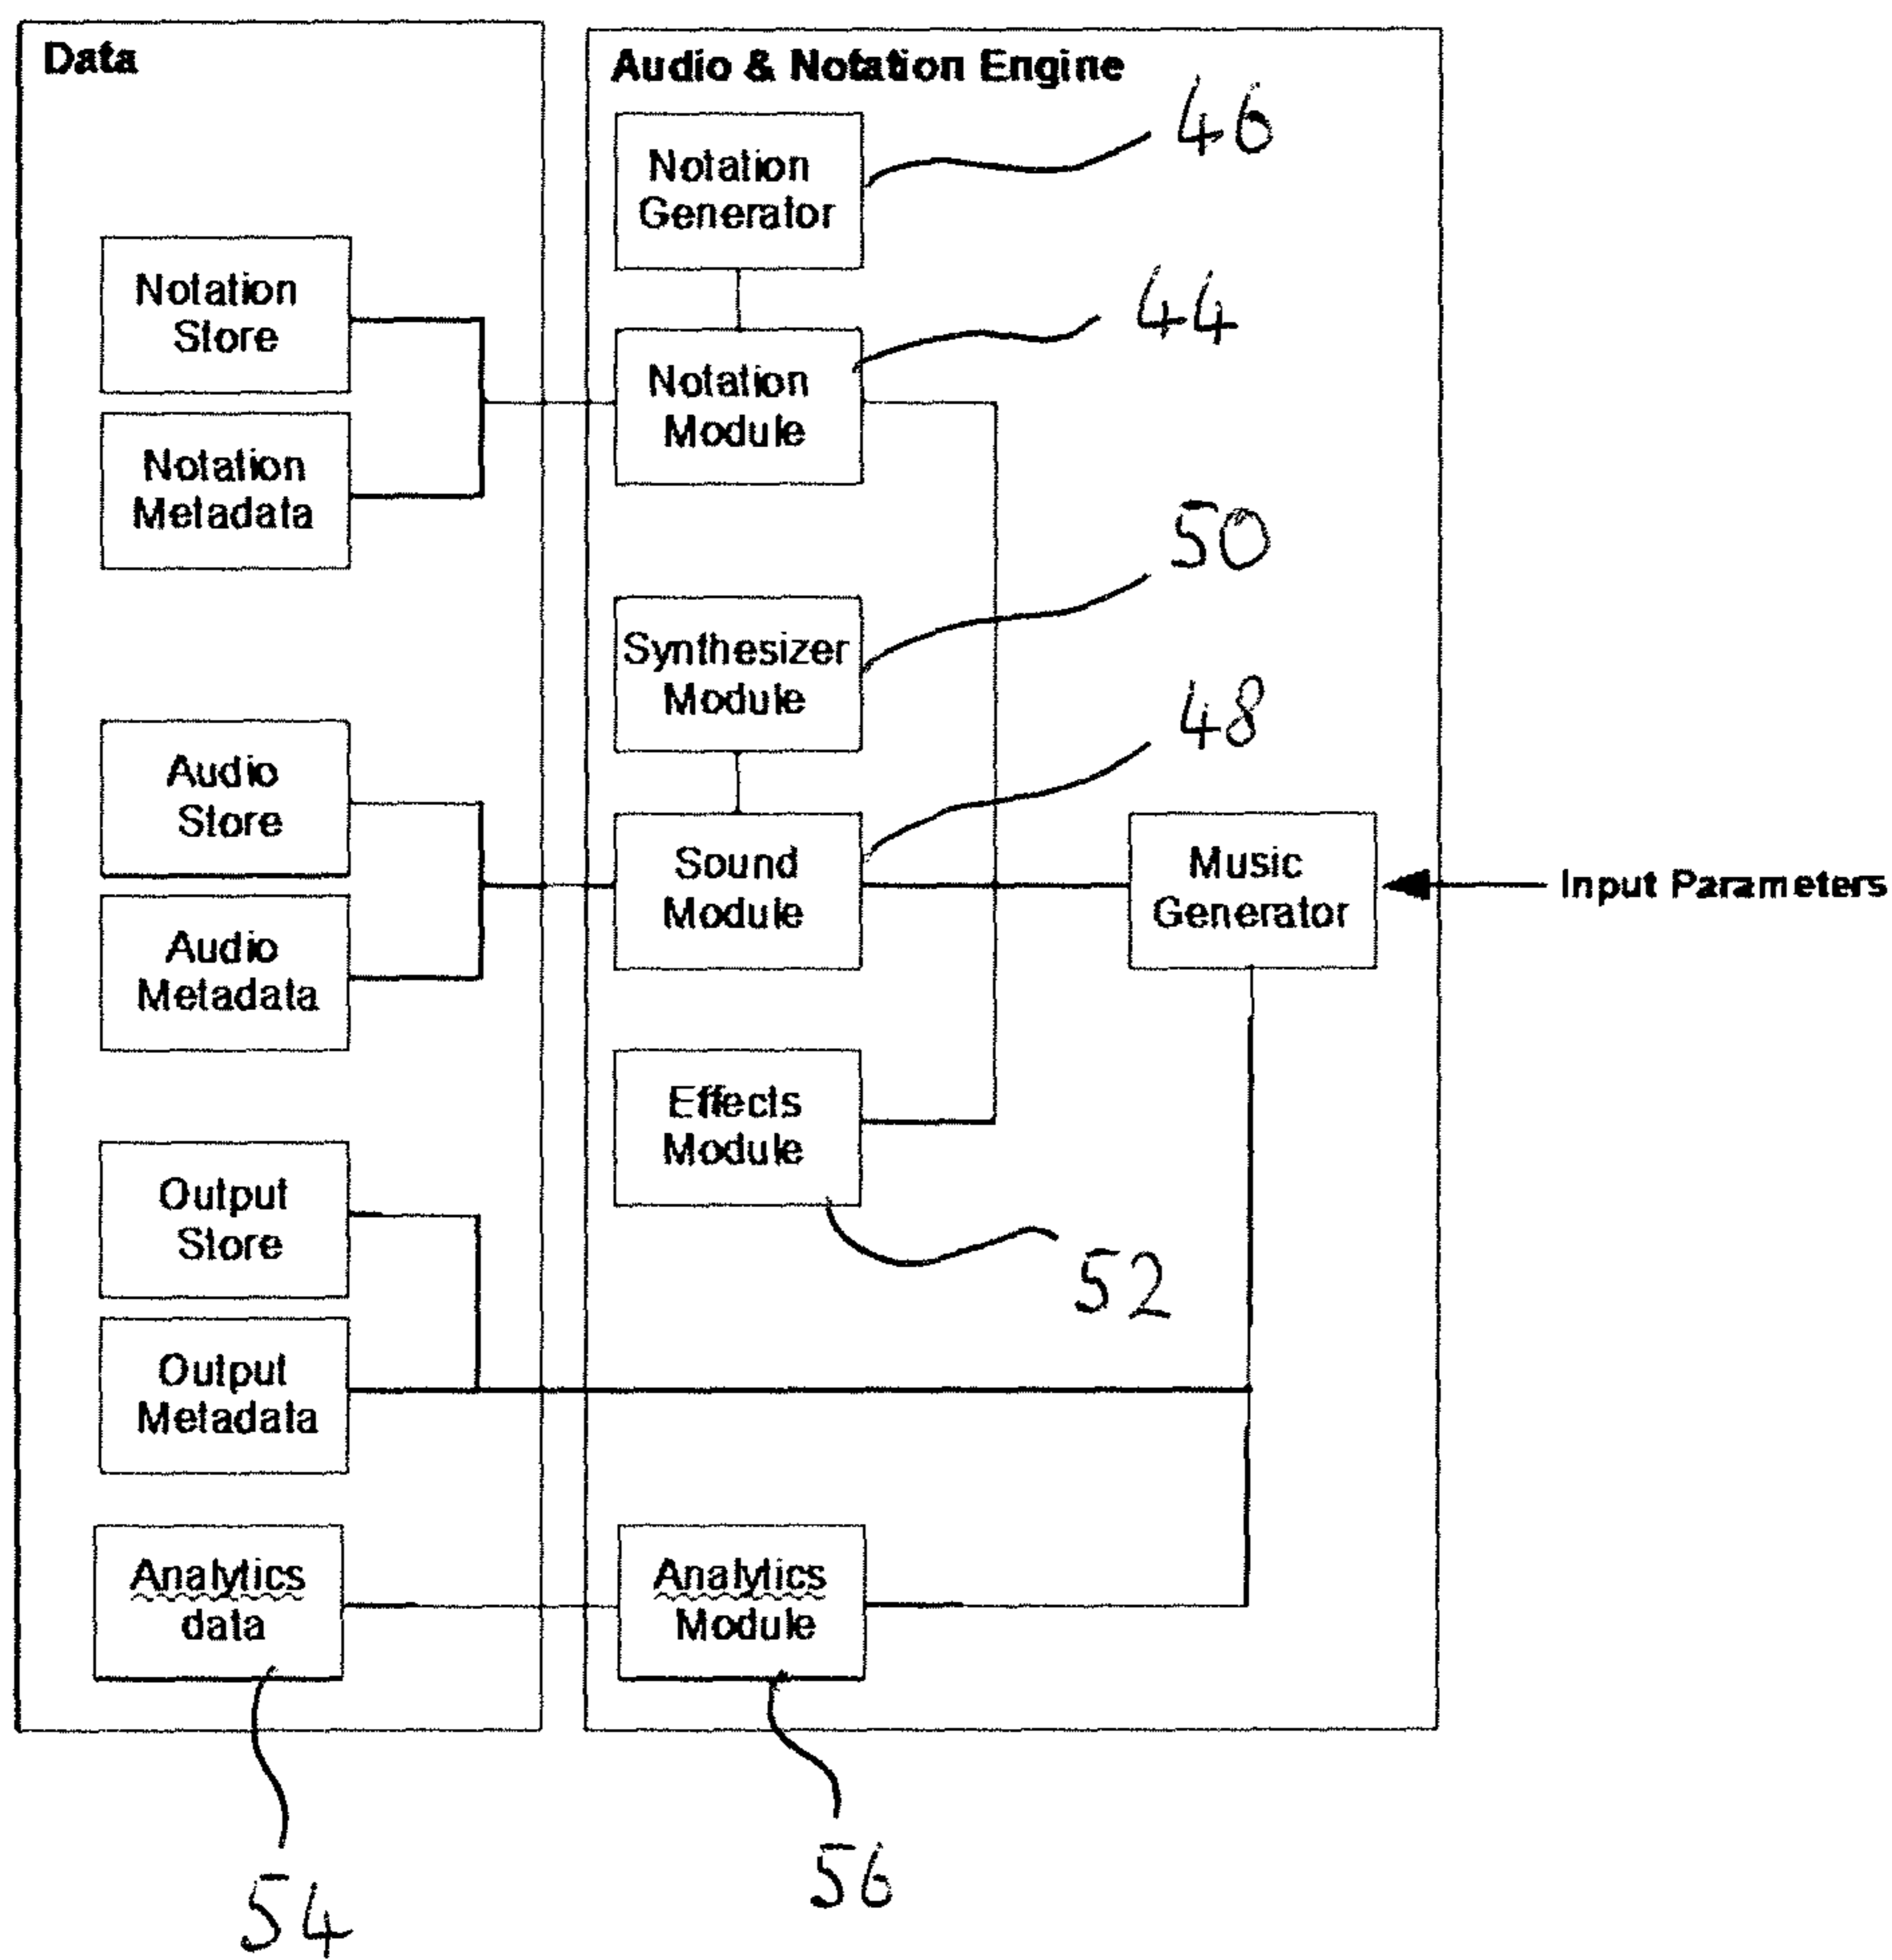 Data
Notation
Store
Notation
Metadata
Audio
Store
Audio
Metadata
Output
Store
Output
Metadata
Analytics
data
54
Audio & Notation Engine
Notation
Generator
46
Notation
Module
44
Synthesizer
Module
50
Sound
Module
48
Music
Generator
Input Parameters
Effects
Module
52
Analytics
Module
56